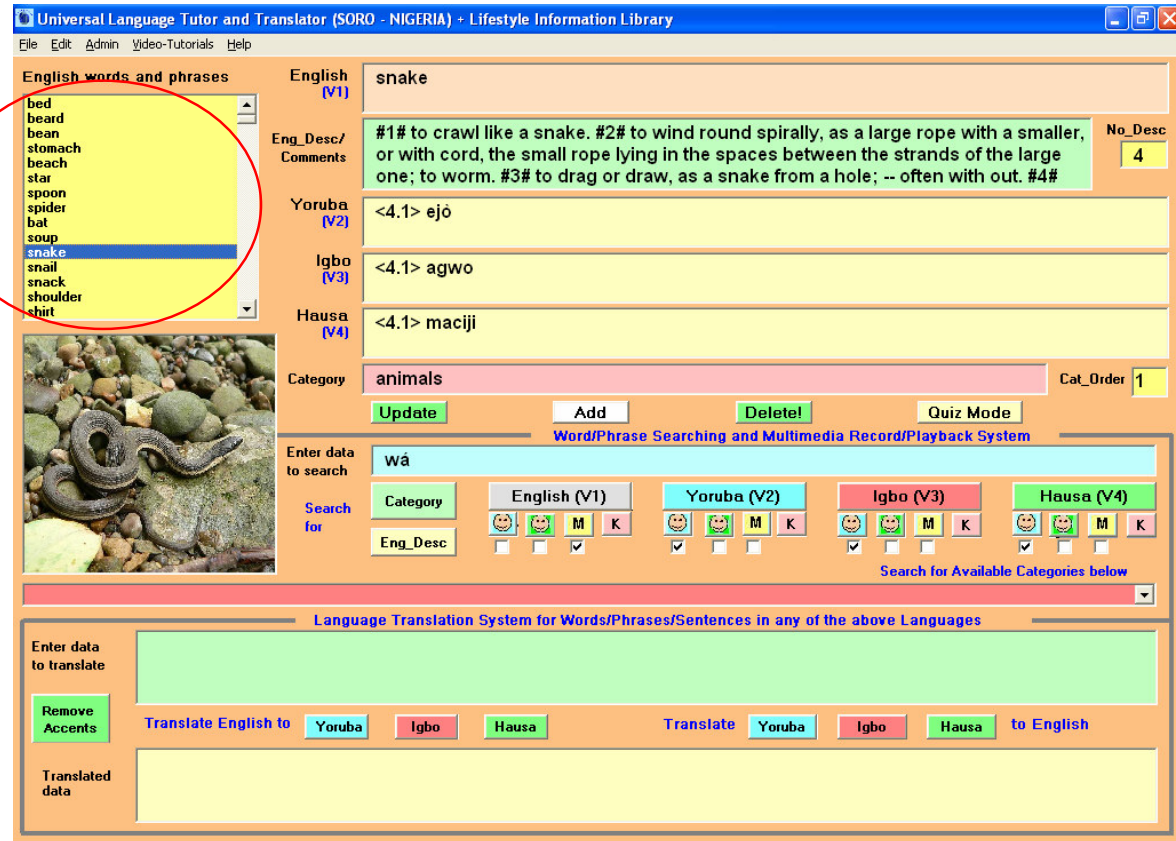 Universal Language Tutor and Translator (SORO - NIGERIA) + Lifestyle Information Library
File Edit Admin Video-Tutorials Help
English words and phrases
bed
beard
bean
stomach
beach
star
spoon
spider
bat
soup
snake
snail
snack
shoulder
shirt
English
(V1)
snake
Eng_Desc/
Comments
#1# to crawl like a snake. #2# to wind round spirally, as a large rope with a smaller,
or with cord, the small rope lying in the spaces between the strands of the large
one; to worm. #3# to drag or draw, as a snake from a hole; -- often with out. #4#
No_Desc
4
Yoruba
(V2)
<4.1> ejò
Igbo
(V3)
<4.1> agwo
Hausa
(V4)
<4.1> maciji
Category
animals
Cat_Order 1
Update Add Delete! Quiz Mode
Word/Phrase Searching and Multimedia Record/Playback System
Enter data
to search
wá
Search
for
Category
Eng_Desc
English (V1) Yoruba (V2) Igbo (V3) Hausa (V4)
M K M K M K M K
Search for Available Categories below
Language Translation System for Words/Phrases/Sentences in any of the above Languages
Enter data
to translate
Remove
Accents
Translate English to Yoruba Igbo Hausa Translate Yoruba Igbo Hausa to English
Translated
data